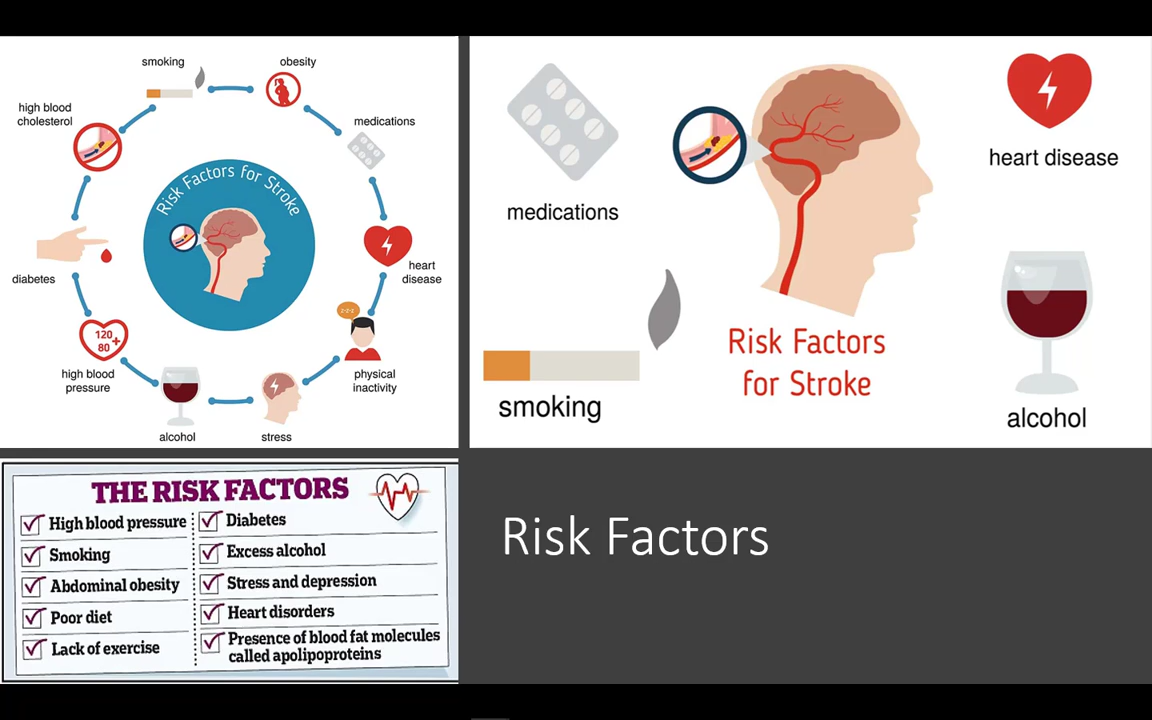 smoking
obesity
high blood
cholesterol
medications
Risk Factors for Stroke
diabetes
heart
disease
120
80
+
z-z-z
high blood
pressure
physical
inactivity
alcohol
stress
medications
heart disease
smoking
Risk Factors
for Stroke
alcohol
THE RISK FACTORS
High blood pressure
Smoking
Abdominal obesity
Poor diet
Lack of exercise
Diabetes
Excess alcohol
Stress and depression
Heart disorders
Presence of blood fat molecules
called apolipoproteins
Risk Factors